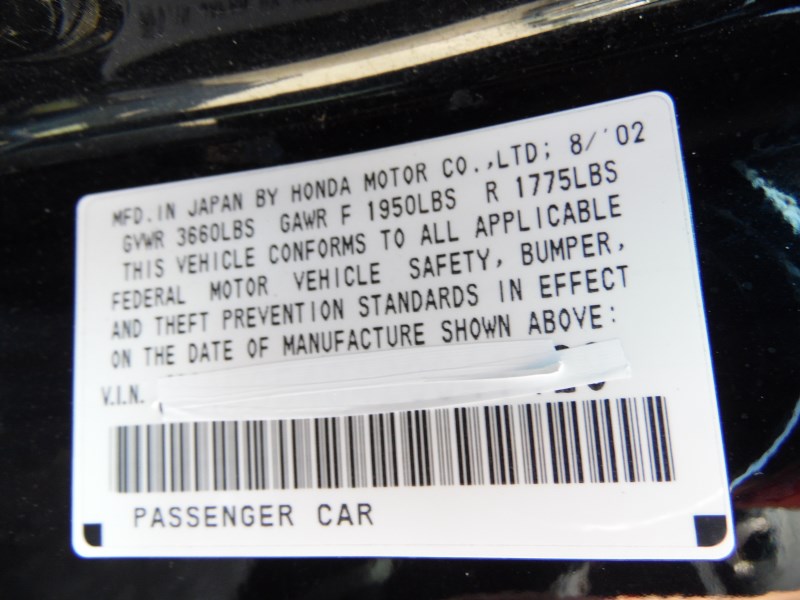 MFD. IN JAPAN BY HONDA MOTOR CO.,LTD; 8/'02
GVWR 3660LBS GAWR F 1950LBS R 1775LBS
THIS VEHICLE CONFORMS TO ALL APPLICABLE
FEDERAL MOTOR VEHICLE SAFETY, BUMPER,
AND THEFT PREVENTION STANDARDS IN EFFECT
ON THE DATE OF MANUFACTURE SHOWN ABOVE:
V.I.N.
PASSENGER CAR